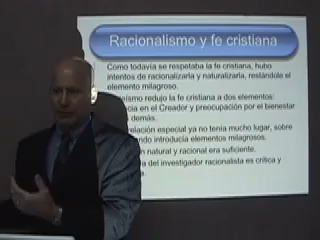 Racionalismo y fe cristiana
Como todavía se respetaba la fe cristiana, hubo
intentos de racionalizarla y naturalizarla, restándole el
elemento milagroso.
redujo la fe cristiana a dos elementos:
en el Creador y preocupación por el bienestar
demás.
especial ya no tenía mucho lugar, sobre
introducía elementos milagrosos.
natural y racional era suficiente.
del investigador racionalista es crítica y